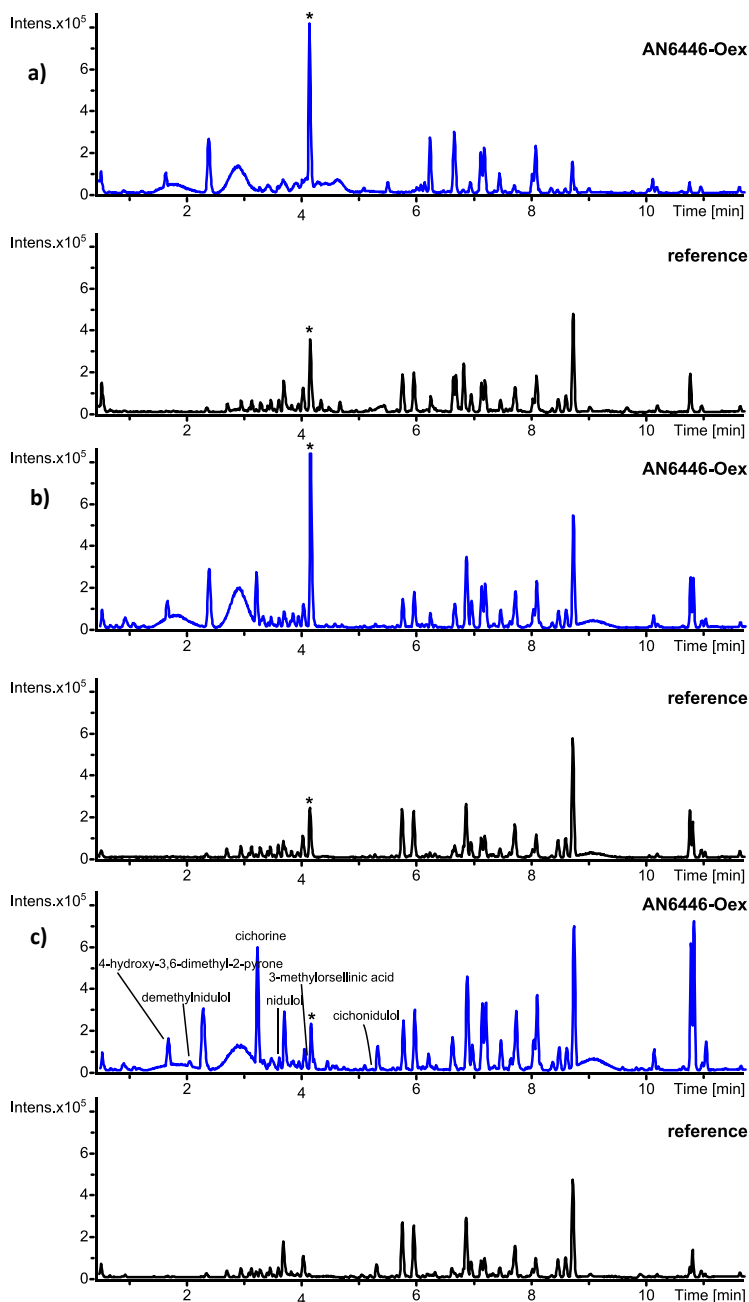 Intens.x10⁵
*
AN6446-Oex
a)
6
4
2
0
2 4 6 8 10 Time [min]
Intens.x10⁵
reference
6
*
4
2
0
2 4 6 8 10 Time [min]
Intens.x10⁵
*
AN6446-Oex
b)
6
4
2
0
2 4 6 8 10 Time [min]
Intens.x10⁵
reference
6
4
*
2
0
2 4 6 8 10 Time [min]
Intens.x10⁵
AN6446-Oex
c)
cichorine
6
4-hydroxy-3,6-dimethyl-2-pyrone
3-methylorsellinic acid
demethylnidulol
nidulol
cichonidulol
4
*
2
0
2 4 6 8 10 Time [min]
Intens.x10⁵
reference
6
4
2
0
2 4 6 8 10 Time [min]